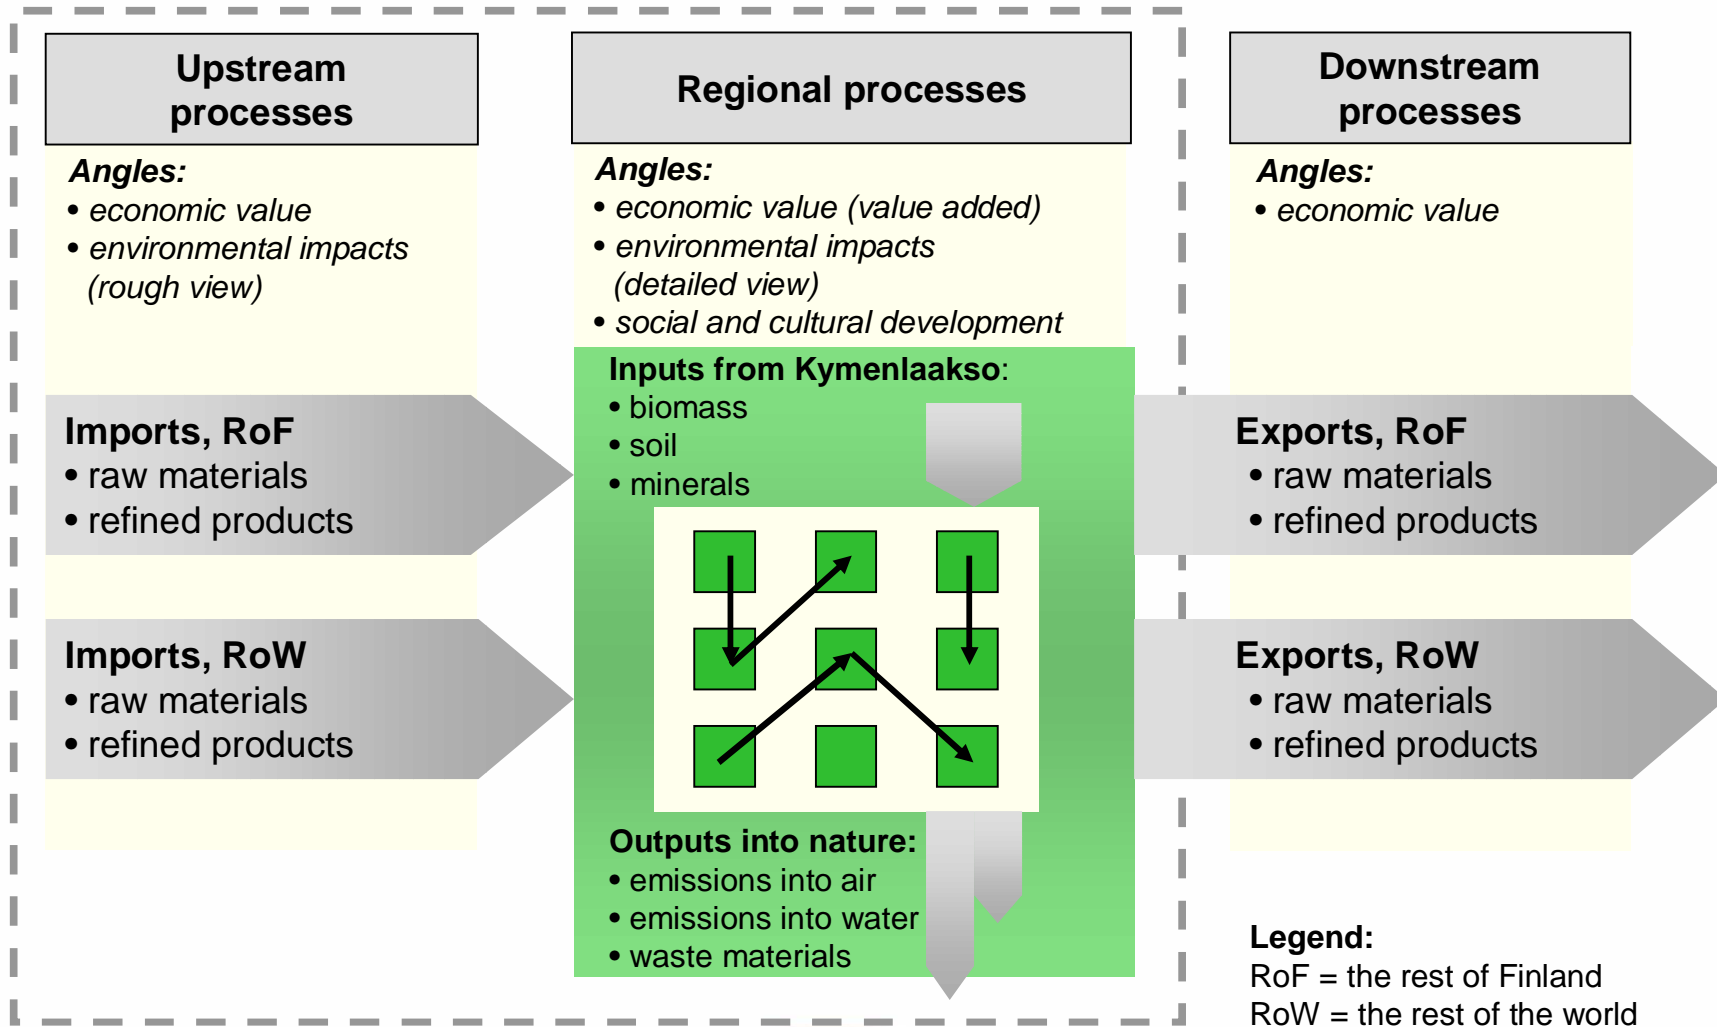 Upstream
processes
Angles:
• economic value
• environmental impacts
(rough view)
Imports, RoF
• raw materials
• refined products
Imports, RoW
• raw materials
• refined products
Regional processes
Angles:
• economic value (value added)
• environmental impacts
(detailed view)
• social and cultural development
Inputs from Kymenlaakso:
• biomass
• soil
• minerals
Outputs into nature:
• emissions into air
• emissions into water
• waste materials
Downstream
processes
Angles:
• economic value
Exports, RoF
• raw materials
• refined products
Exports, RoW
• raw materials
• refined products
Legend:
RoF = the rest of Finland
RoW = the rest of the world